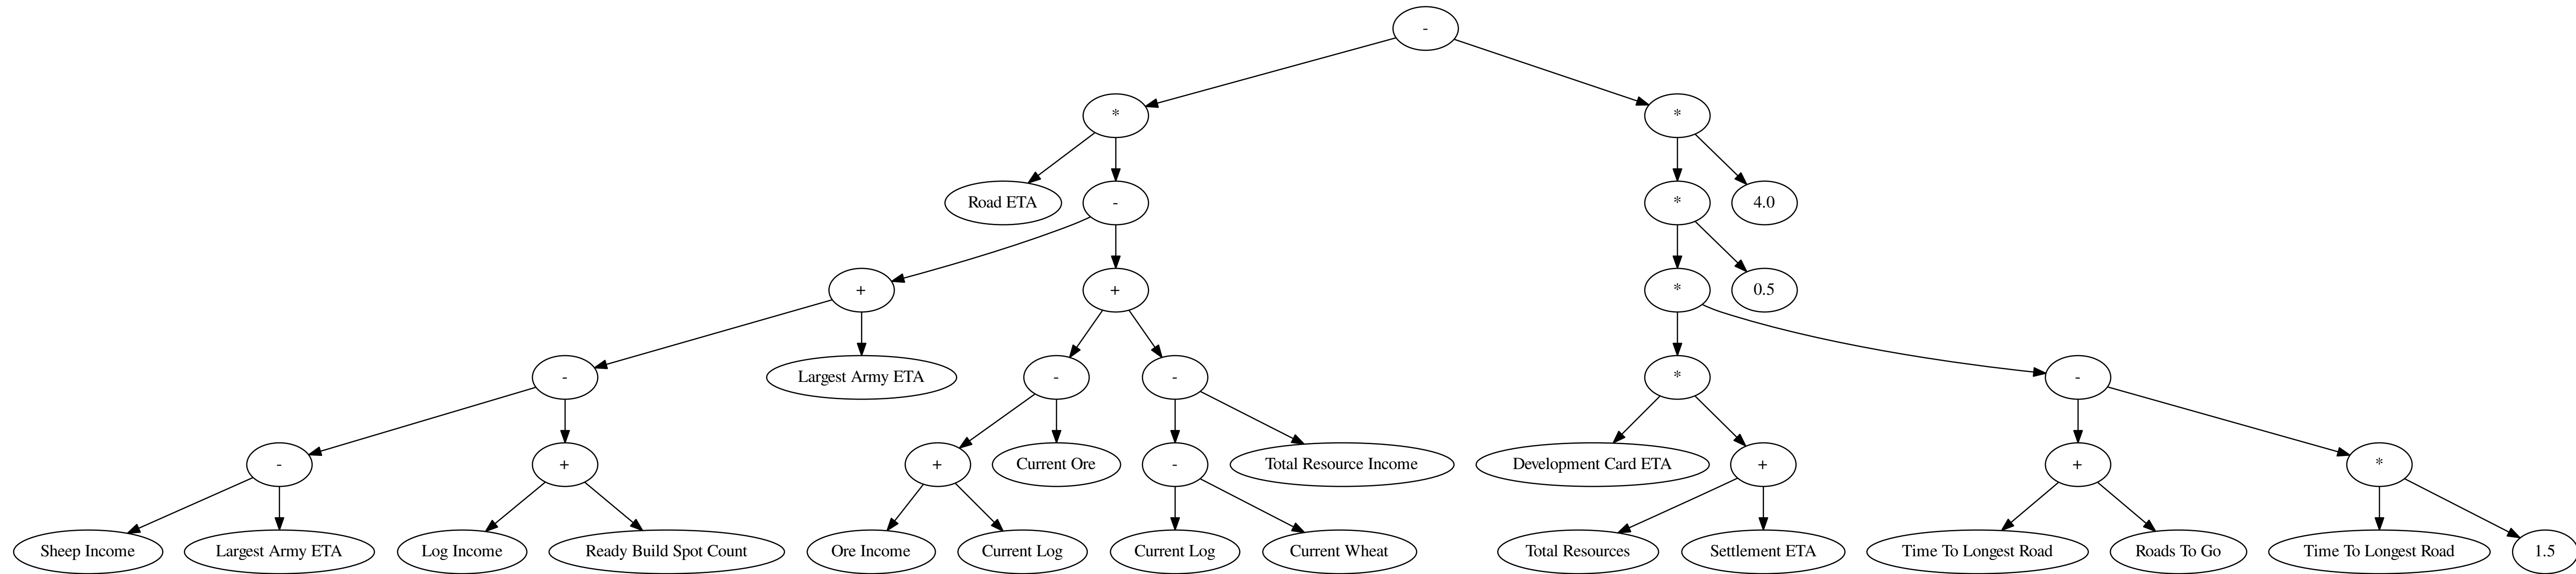 -
*
*
Road ETA
-
*
4.0
+
+
*
0.5
-
Largest Army ETA
-
-
*
-
-
+
+
Current Ore
-
Total Resource Income
Development Card ETA
+
+
*
Sheep Income
Largest Army ETA
Log Income
Ready Build Spot Count
Ore Income
Current Log
Current Log
Current Wheat
Total Resources
Settlement ETA
Time To Longest Road
Roads To Go
Time To Longest Road
1.5